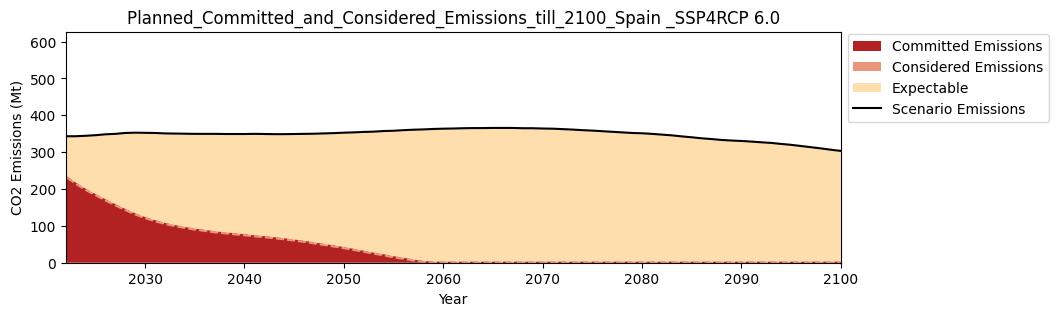 Planned_Committed_and_Considered_Emissions_till_2100_Spain _SSP4RCP 6.0
600
500
400
300
200
100
0
CO2 Emissions (Mt)
2030 2040 2050 2060 2070 2080 2090 2100
Year
Committed Emissions
Considered Emissions
Expectable
Scenario Emissions